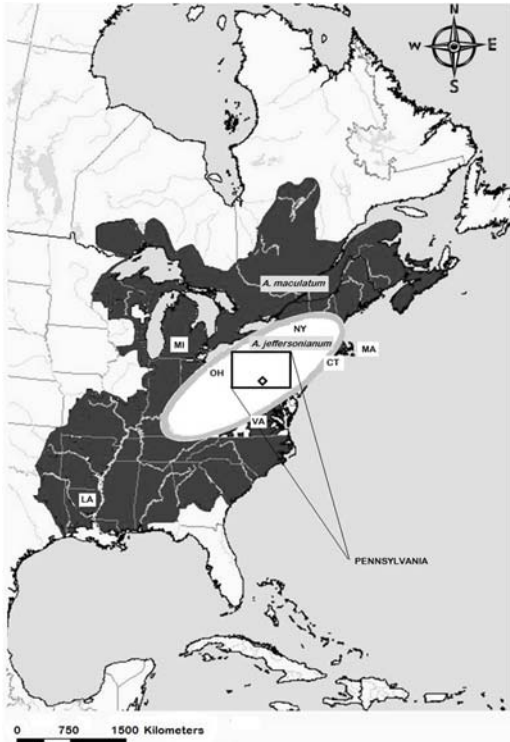 N
W E
S
A. maculatum
NY
A. jeffersonianum
MI
MA
CT
OH
VA
LA
PENNSYLVANIA
0 750 1500 Kilometers